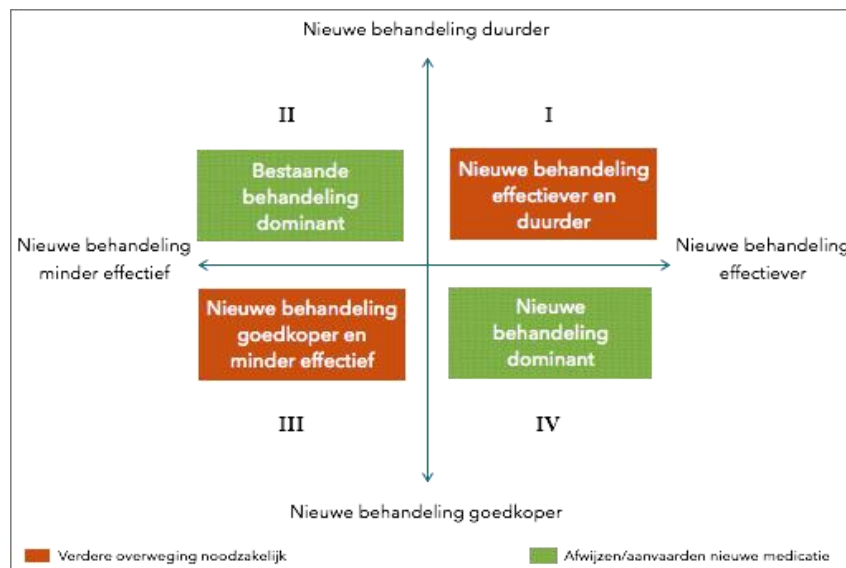 Nieuwe behandeling duurder
II
I
Bestaande
behandeling
dominant
Nieuwe behandeling
effectiever en
duurder
Nieuwe behandeling
minder effectief
Nieuwe behandeling
effectiever
Nieuwe behandeling
goedkoper en
minder effectief
Nieuwe
behandeling
dominant
III
IV
Nieuwe behandeling goedkoper
Verdere overweging noodzakelijk
Afwijzen/aanvaarden nieuwe medicatie